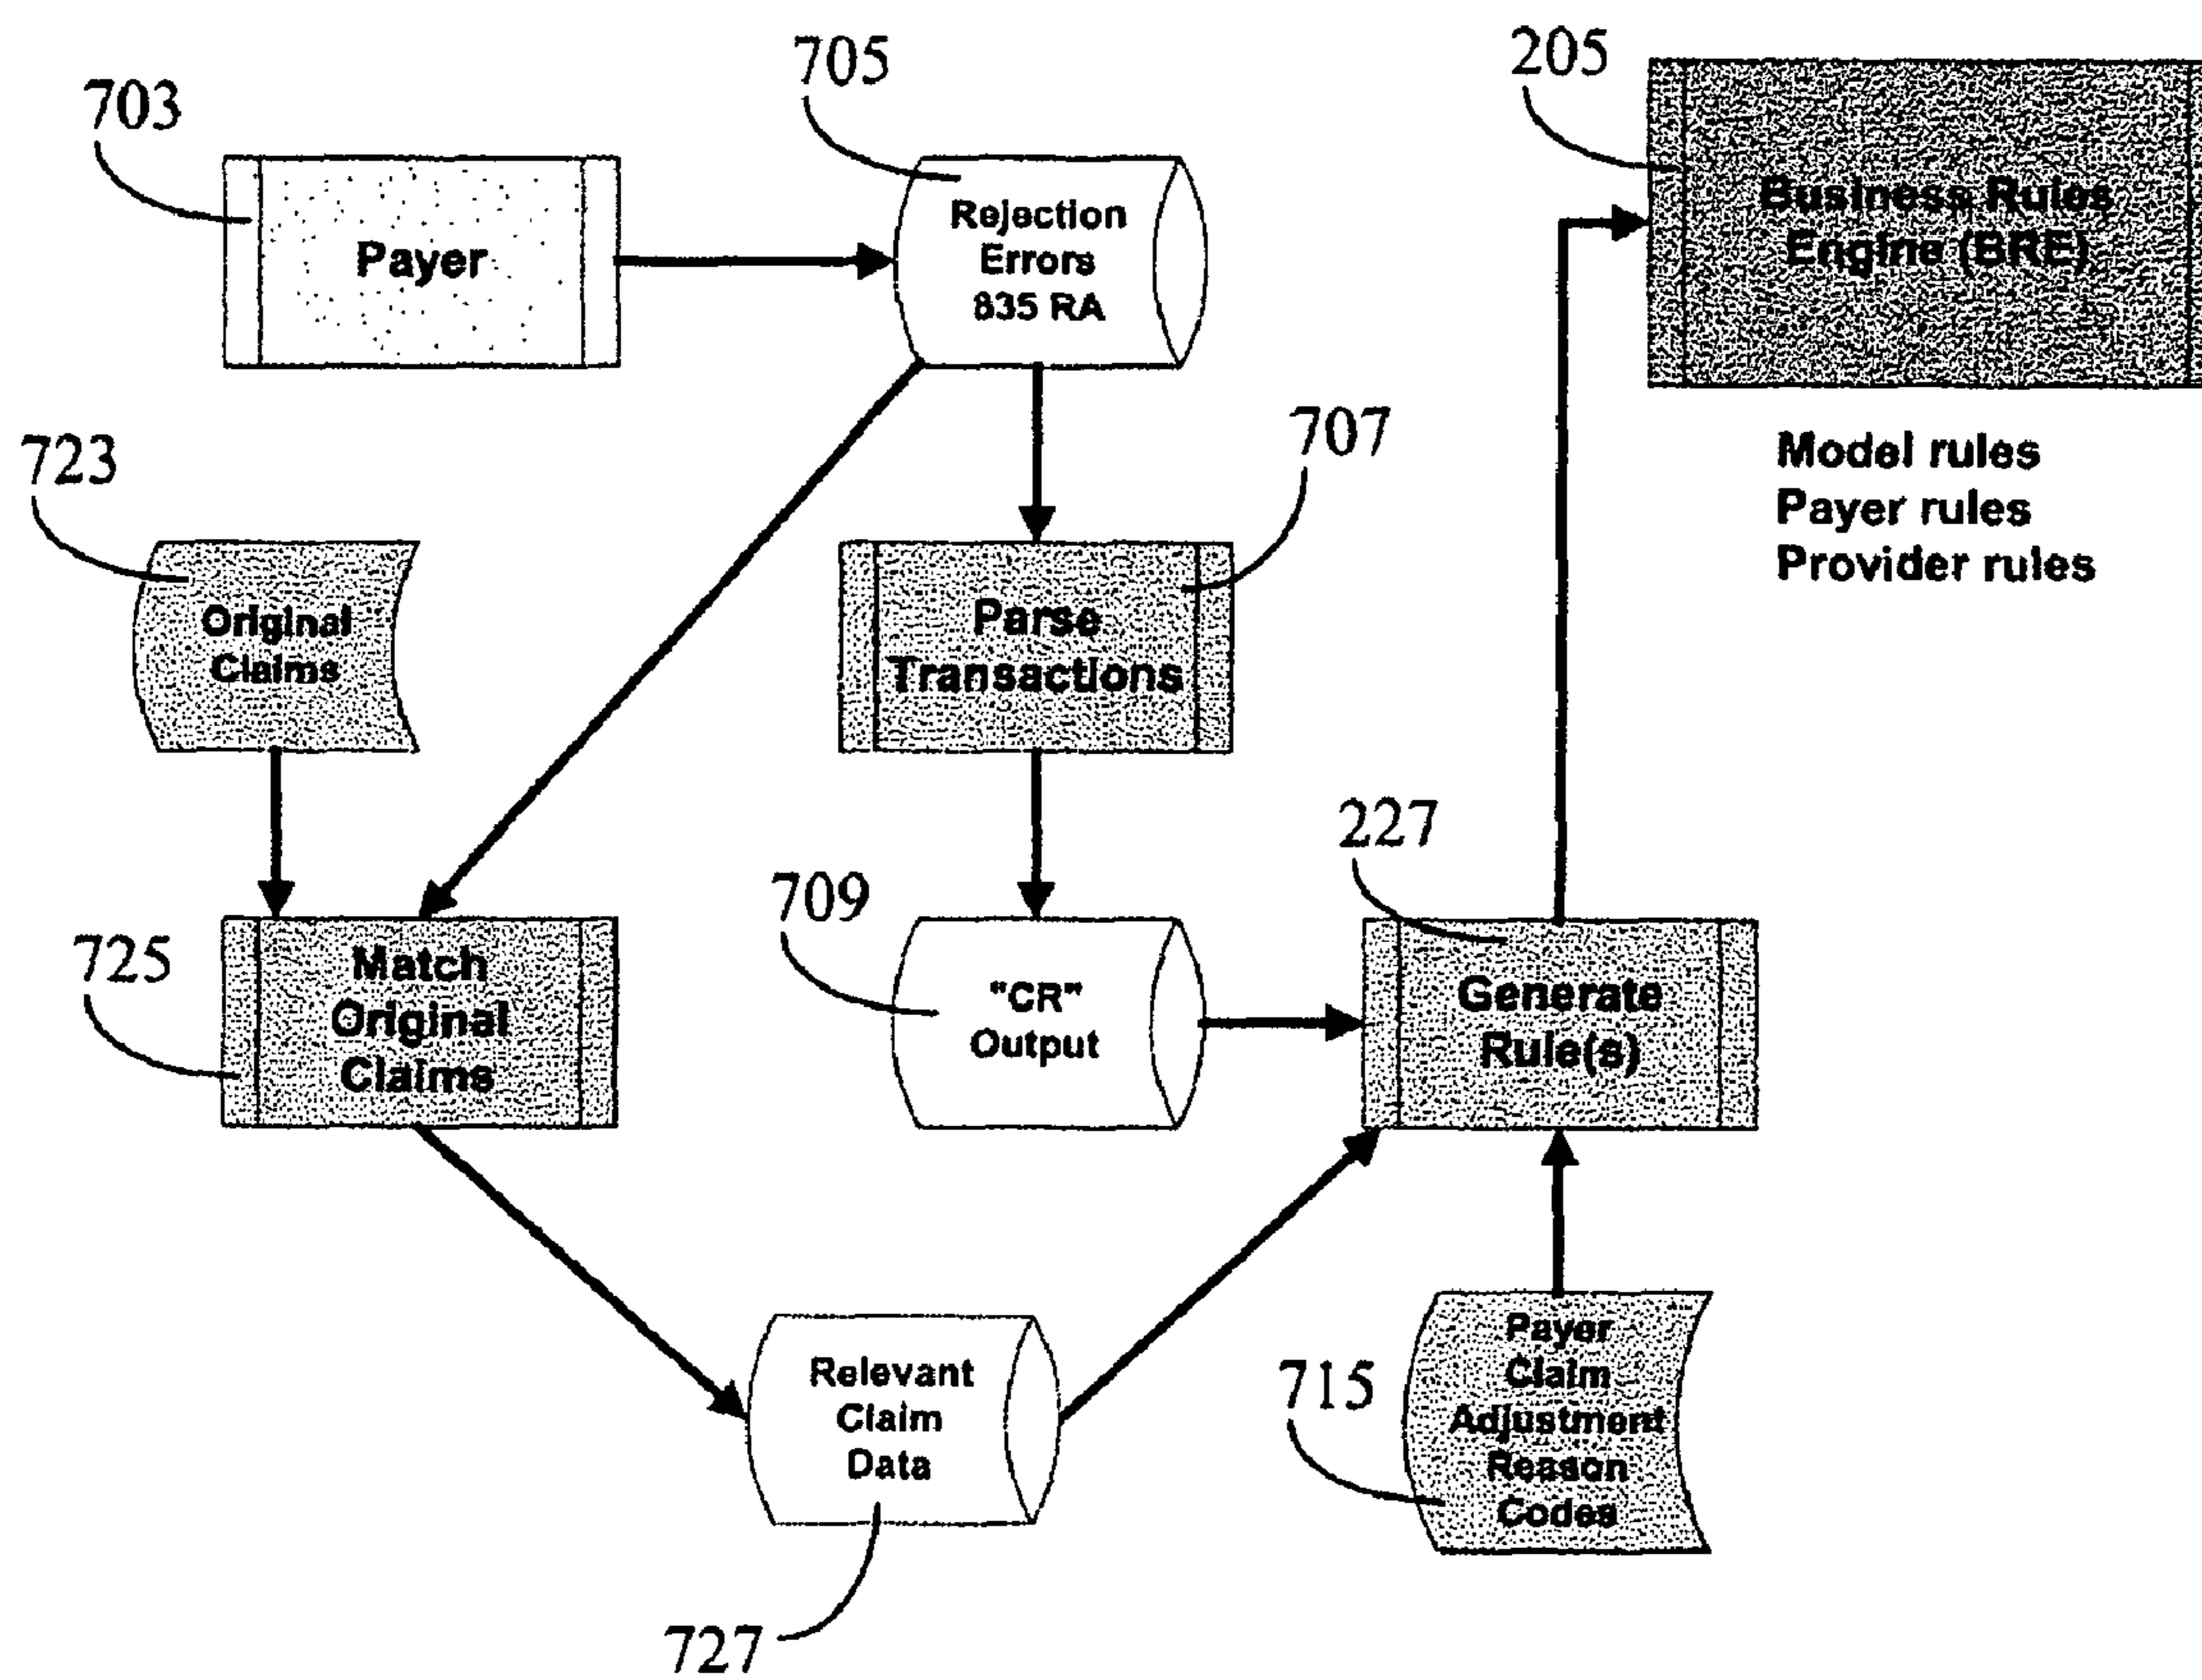 705
205
703
Payer
Rejection
Errors
835 RA
Business Rules
Engine (BRE)
Model rules
Payer rules
Provider rules
723
707
Original
Claims
Parse
Transactions
227
709
725
Match
Original
Claims
"CR"
Output
Generate
Rule(s)
715
Relevant
Claim
Data
Payer
Claim
Adjustment
Reason
Codes
727